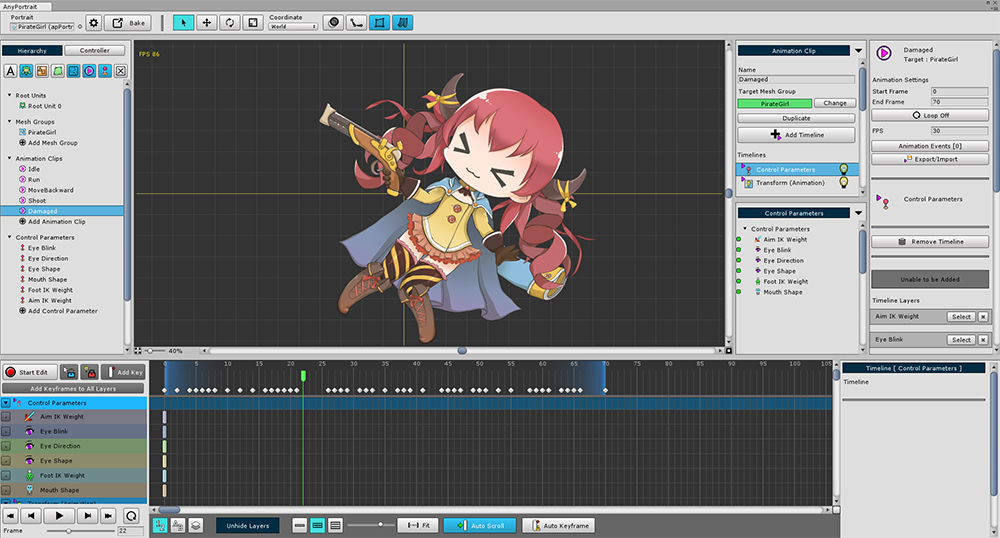 AnyPortrait
Portrait
PirateGirl (apPortr
Bake
Coordinate
World
Hierarchy
Controller
Root Units
Root Unit 0
Mesh Groups
PirateGirl
Add Mesh Group
Animation Clips
Idle
Run
MoveBackward
Shoot
Damaged
Add Animation Clip
Control Parameters
Eye Blink
Eye Direction
Eye Shape
Mouth Shape
Foot IK Weight
Aim IK Weight
Add Control Parameter
FPS 86
40%
Animation Clip
Name
Damaged
Target Mesh Group
PirateGirl
Change
Duplicate
Add Timeline
Timelines
Control Parameters
Transform (Animation)
Control Parameters
Control Parameters
Aim IK Weight
Eye Blink
Eye Direction
Eye Shape
Foot IK Weight
Mouth Shape
Damaged
Target : PirateGirl
Animation Settings
Start Frame 0
End Frame 70
Loop Off
FPS 30
Animation Events [0]
Export/Import
Control Parameters
Remove Timeline
Unable to be Added
Timeline Layers
Aim IK Weight Select
Eye Blink Select
Start Edit
Add Key
Add Keyframes to All Layers
Control Parameters
Aim IK Weight
Eye Blink
Eye Direction
Eye Shape
Foot IK Weight
Mouth Shape
Transform (Animation)
Frame 22
0 5 10 15 20 25 30 35 40 45 50 55 60 65 70 75 80 85 90 95 100 105
Unhide Layers
Fit
Auto Scroll
Auto Keyframe
Timeline [ Control Parameters ]
Timeline